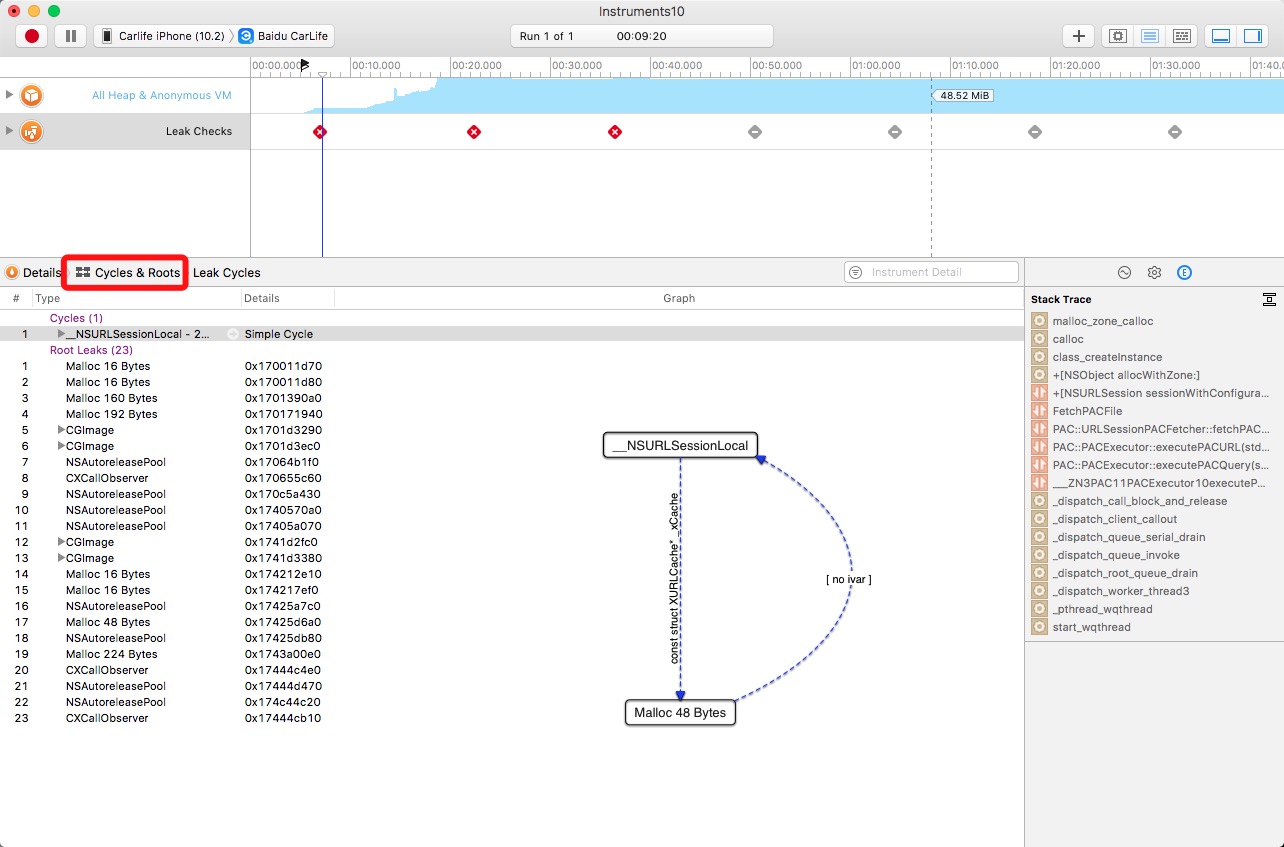 Instruments10
Carlife iPhone (10.2) 〉 Baidu CarLife
Run 1 of 1 00:09:20
00:00.000 00:10.000 00:20.000 00:30.000 00:40.000 00:50.000 01:00.000 01:10.000 01:20.000 01:30.000 01:40.
All Heap & Anonymous VM
48.52 MiB
Leak Checks
Details Cycles & Roots Leak Cycles
Instrument Detail
# Type Details Graph
Cycles (1)
1 __NSURLSessionLocal - 2... Simple Cycle
Root Leaks (23)
1 Malloc 16 Bytes 0x170011d70
2 Malloc 16 Bytes 0x170011d80
3 Malloc 160 Bytes 0x1701390a0
4 Malloc 192 Bytes 0x170171940
5 CGImage 0x1701d3290
6 CGImage 0x1701d3ec0
7 NSAutoreleasePool 0x17064b1f0
8 CXCallObserver 0x170655c60
9 NSAutoreleasePool 0x170c5a430
10 NSAutoreleasePool 0x1740570a0
11 NSAutoreleasePool 0x17405a070
12 CGImage 0x1741d2fc0
13 CGImage 0x1741d3380
14 Malloc 16 Bytes 0x174212e10
15 Malloc 16 Bytes 0x174217ef0
16 NSAutoreleasePool 0x17425a7c0
17 Malloc 48 Bytes 0x17425d6a0
18 NSAutoreleasePool 0x17425db80
19 Malloc 224 Bytes 0x1743a00e0
20 CXCallObserver 0x17444c4e0
21 NSAutoreleasePool 0x17444d470
22 NSAutoreleasePool 0x174c44c20
23 CXCallObserver 0x17444cb10
__NSURLSessionLocal
const struct XURLCache* _xCache
[ no ivar ]
Malloc 48 Bytes
Stack Trace
malloc_zone_calloc
calloc
class_createInstance
+[NSObject allocWithZone:]
+[NSURLSession sessionWithConfigura...
FetchPACFile
PAC::URLSessionPACFetcher::fetchPAC...
PAC::PACExecutor::executePACURL(std...
PAC::PACExecutor::executePACQuery(s...
___ZN3PAC11PACExecutor10executeP...
_dispatch_call_block_and_release
_dispatch_client_callout
_dispatch_queue_serial_drain
_dispatch_queue_invoke
_dispatch_root_queue_drain
_dispatch_worker_thread3
_pthread_wqthread
start_wqthread